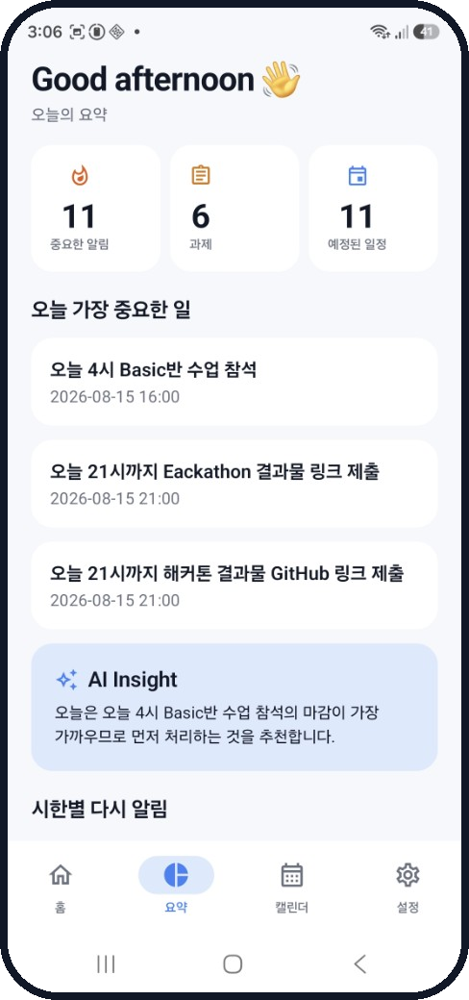 3:06
41
Good afternoon 👋
오늘의 요약
11
중요한 알림
6
과제
11
예정된 일정
오늘 가장 중요한 일
오늘 4시 Basic반 수업 참석
2026-08-15 16:00
오늘 21시까지 Eackathon 결과물 링크 제출
2026-08-15 21:00
오늘 21시까지 해커톤 결과물 GitHub 링크 제출
2026-08-15 21:00
AI Insight
오늘은 오늘 4시 Basic반 수업 참석의 마감이 가장
가까우므로 먼저 처리하는 것을 추천합니다.
시한별 다시 알림
홈
요약
캘린더
설정